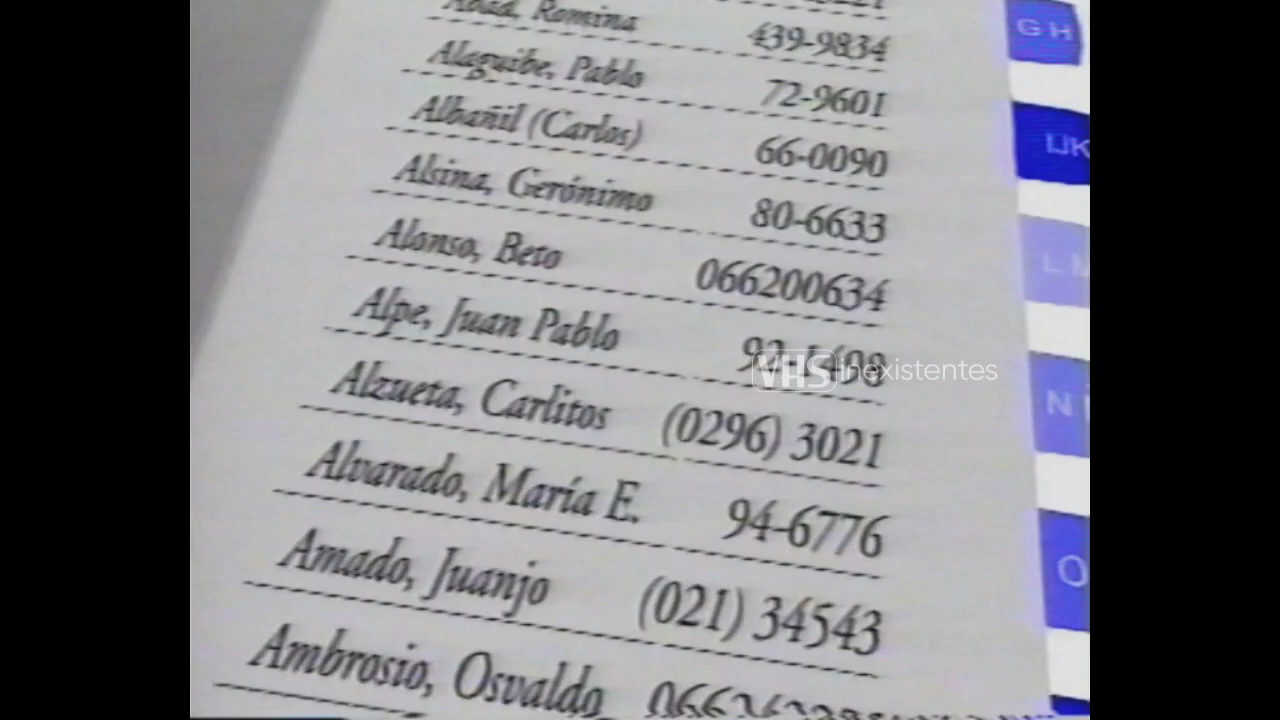 Abad, Romina 439-9834
Alaguibe, Pablo 72-9601
Albañil (Carlos) 66-0090
Alsina, Gerónimo 80-6633
Alonso, Beto 066200634
Alpe, Juan Pablo
Alzueta, Carlitos (0296) 3021
Alvarado, María E. 94-6776
Amado, Juanjo (021) 34543
Ambrosio, Osvaldo
G H
IJK
L M
N
O
VHS inexistentes